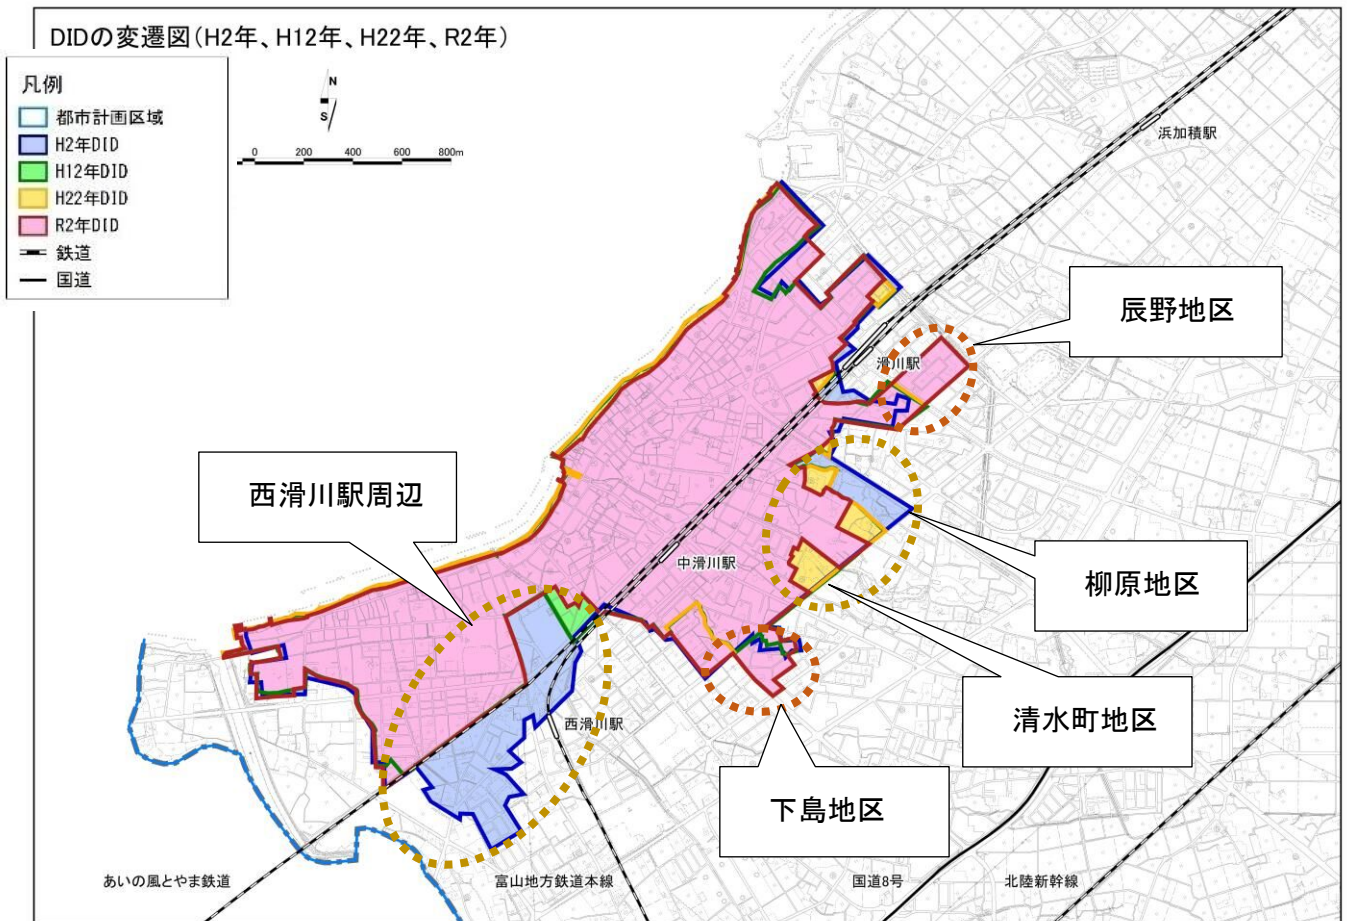 DIDの変遷図(H2年、H12年、H22年、R2年)
凡例
都市計画区域
H2年DID
H12年DID
H22年DID
R2年DID
鉄道
国道
N
S
0 200 400 600 800m
浜加積駅
辰野地区
滑川駅
西滑川駅周辺
中滑川駅
柳原地区
清水町地区
西滑川駅
下島地区
あいの風とやま鉄道
富山地方鉄道本線
国道8号
北陸新幹線